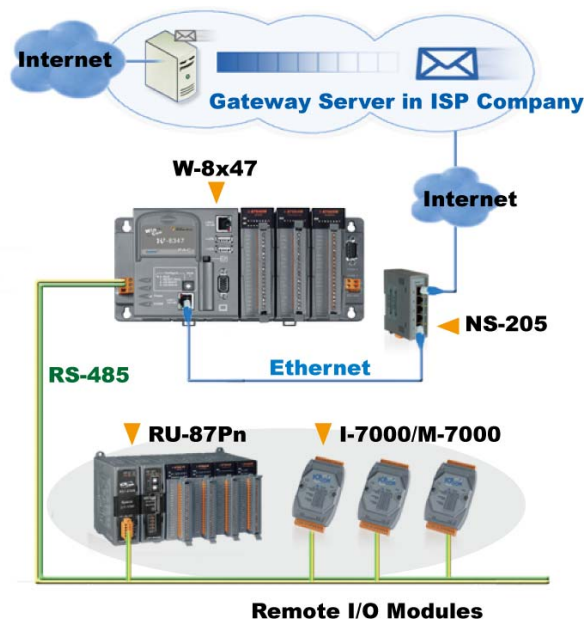 Internet
Gateway Server in ISP Company
W-8x47
Internet
W-8347
NS-205
Ethernet
RS-485
RU-87Pn
I-7000/M-7000
Remote I/O Modules